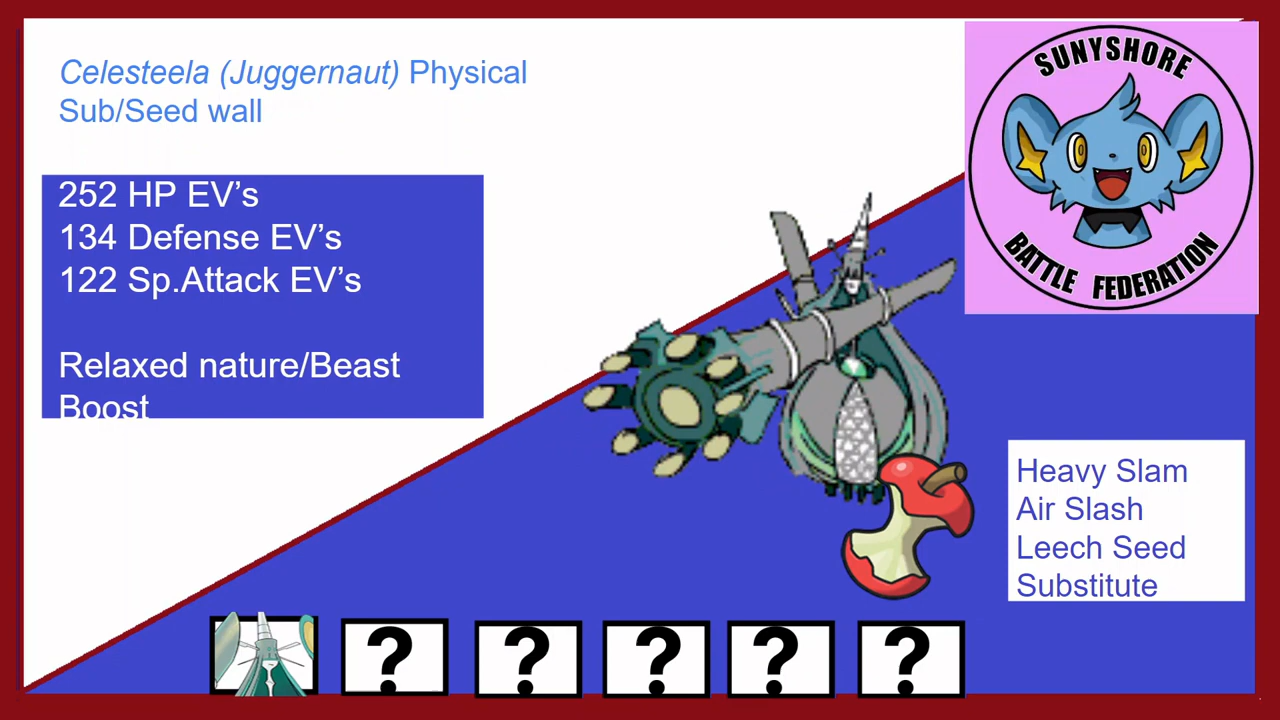 Celesteela (Juggernaut) Physical
Sub/Seed wall
SUNYSHORE
BATTLE FEDERATION
252 HP EV’s
134 Defense EV’s
122 Sp.Attack EV’s
Relaxed nature/Beast
Boost
Heavy Slam
Air Slash
Leech Seed
Substitute
? ? ? ? ?